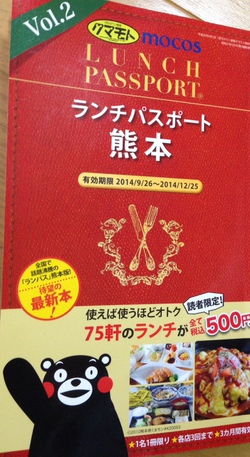 Vol.2
クマモト
mocos
LUNCH
PASSPORT®
ランチパスポート
熊本
有効期限 2014/9/26〜2014/12/25
全国で
話題沸騰の
「ランパス」熊本版!
待望の
最新本!
使えば使うほどオトク
75軒のランチが
読者限定!
全て
税込
500円
★1名1冊限り ★各店3回まで ★3カ月間有効